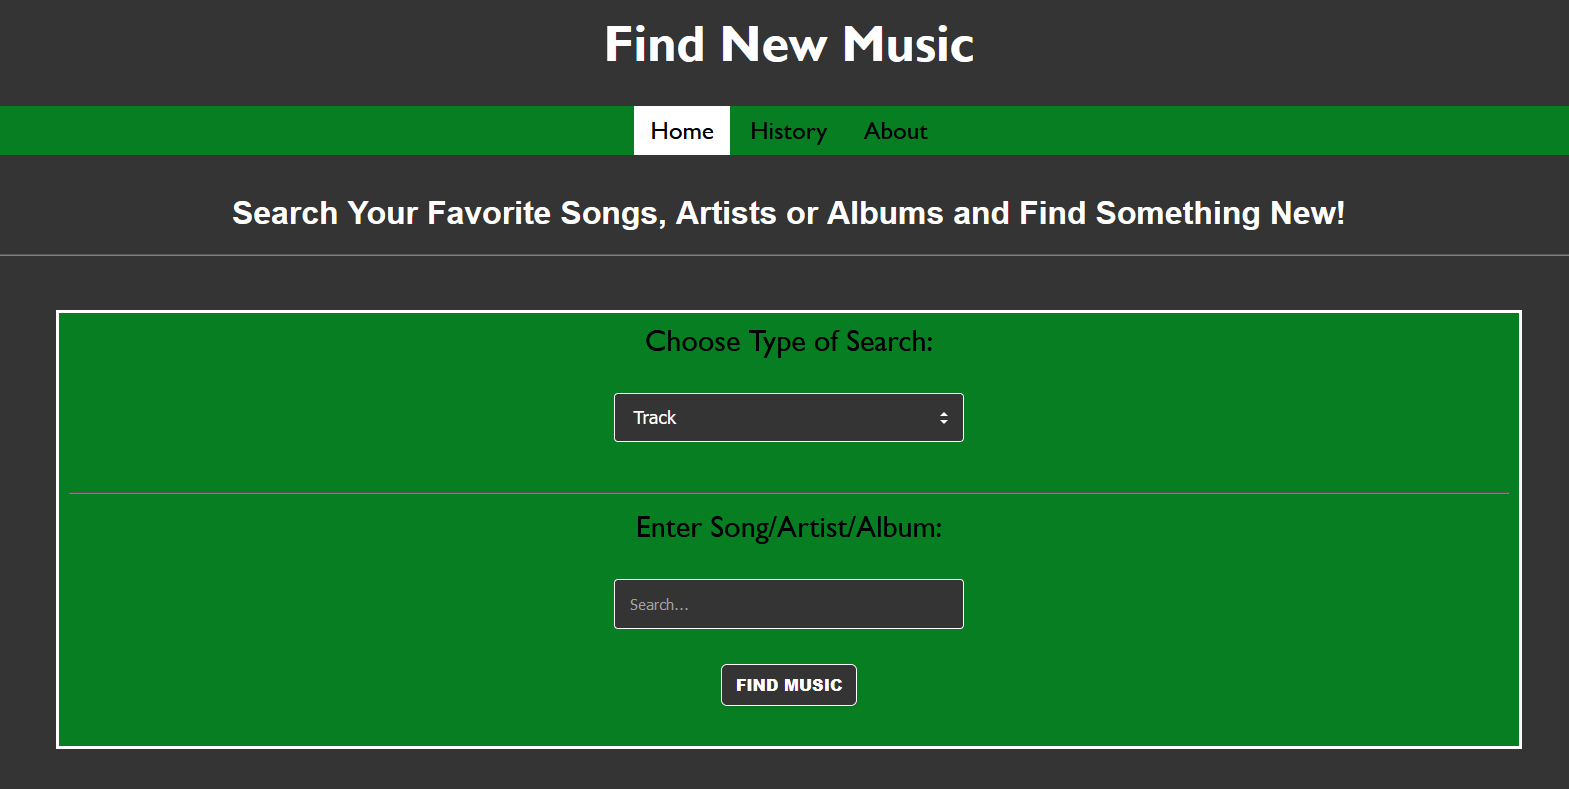 Find New Music
Home History About
Search Your Favorite Songs, Artists or Albums and Find Something New!
Choose Type of Search:
Track
Enter Song/Artist/Album:
Search...
FIND MUSIC